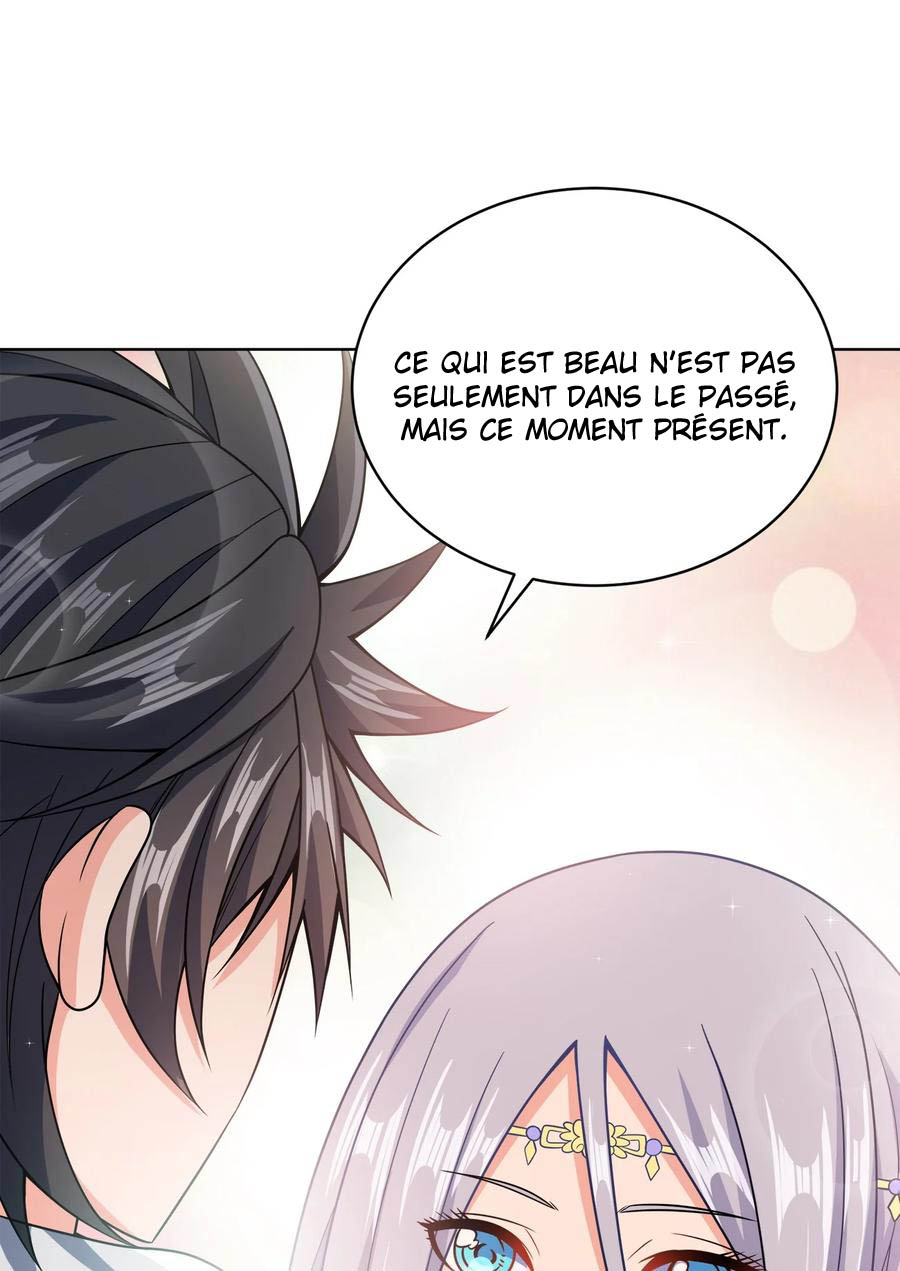 CE QUI EST BEAU N'EST PAS
SEULEMENT DANS LE PASSÉ,
MAIS CE MOMENT PRÉSENT.